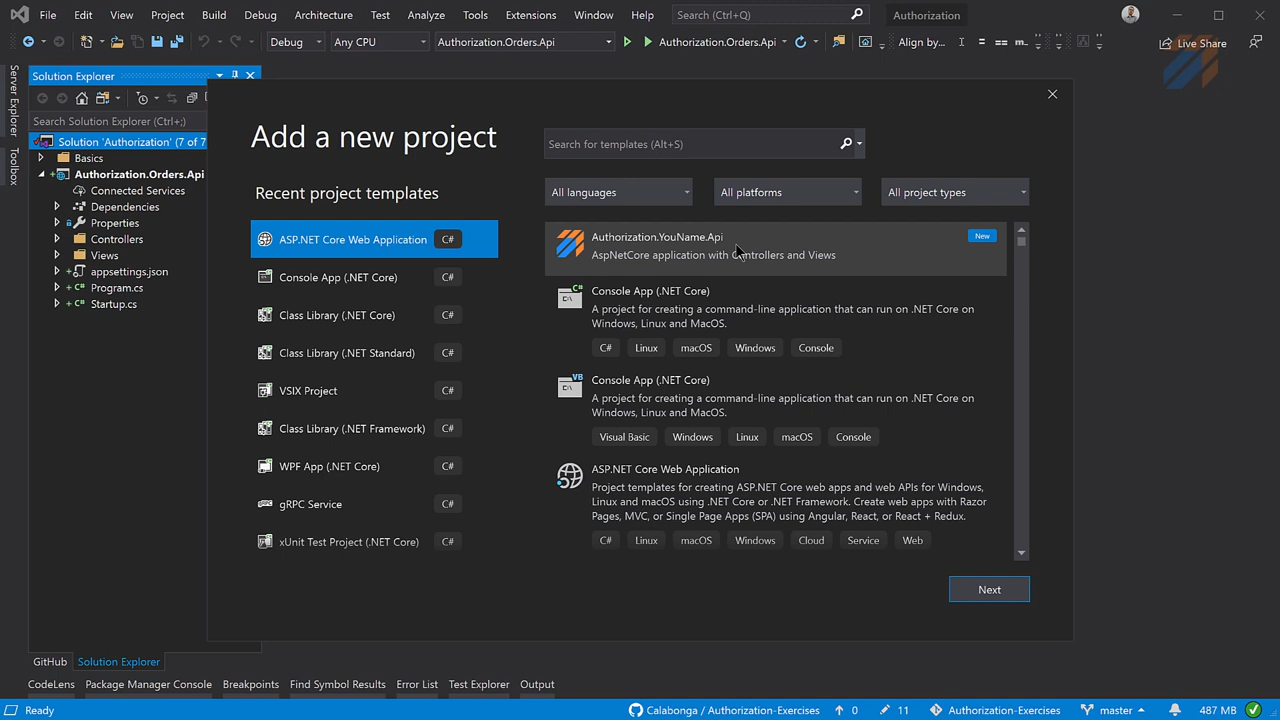 File Edit View Project Build Debug Architecture Test Analyze Tools Extensions Window Help Search (Ctrl+Q) Authorization
Debug Any CPU Authorization.Orders.Api Authorization.Orders.Api Align by... Live Share
Server Explorer
Toolbox
Solution Explorer
Search Solution Explorer (Ctrl+;)
Solution 'Authorization' (7 of 7
Basics
Authorization.Orders.Api
Connected Services
Dependencies
Properties
Controllers
Views
appsettings.json
Program.cs
Startup.cs
Add a new project
Recent project templates
ASP.NET Core Web Application C#
Console App (.NET Core) C#
Class Library (.NET Core) C#
Class Library (.NET Standard) C#
VSIX Project C#
Class Library (.NET Framework) C#
WPF App (.NET Core) C#
gRPC Service C#
xUnit Test Project (.NET Core) C#
Search for templates (Alt+S)
All languages All platforms All project types
Authorization.YouName.Api New
AspNetCore application with Controllers and Views
Console App (.NET Core)
A project for creating a command-line application that can run on .NET Core on
Windows, Linux and MacOS.
C# Linux macOS Windows Console
Console App (.NET Core)
A project for creating a command-line application that can run on .NET Core on
Windows, Linux and MacOS.
Visual Basic Windows Linux macOS Console
ASP.NET Core Web Application
Project templates for creating ASP.NET Core web apps and web APIs for Windows,
Linux and macOS using .NET Core or .NET Framework. Create web apps with Razor
Pages, MVC, or Single Page Apps (SPA) using Angular, React, or React + Redux.
C# Linux macOS Windows Cloud Service Web
Next
GitHub Solution Explorer
CodeLens Package Manager Console Breakpoints Find Symbol Results Error List Test Explorer Output
Ready Calabonga / Authorization-Exercises 0 11 Authorization-Exercises master 487 MB